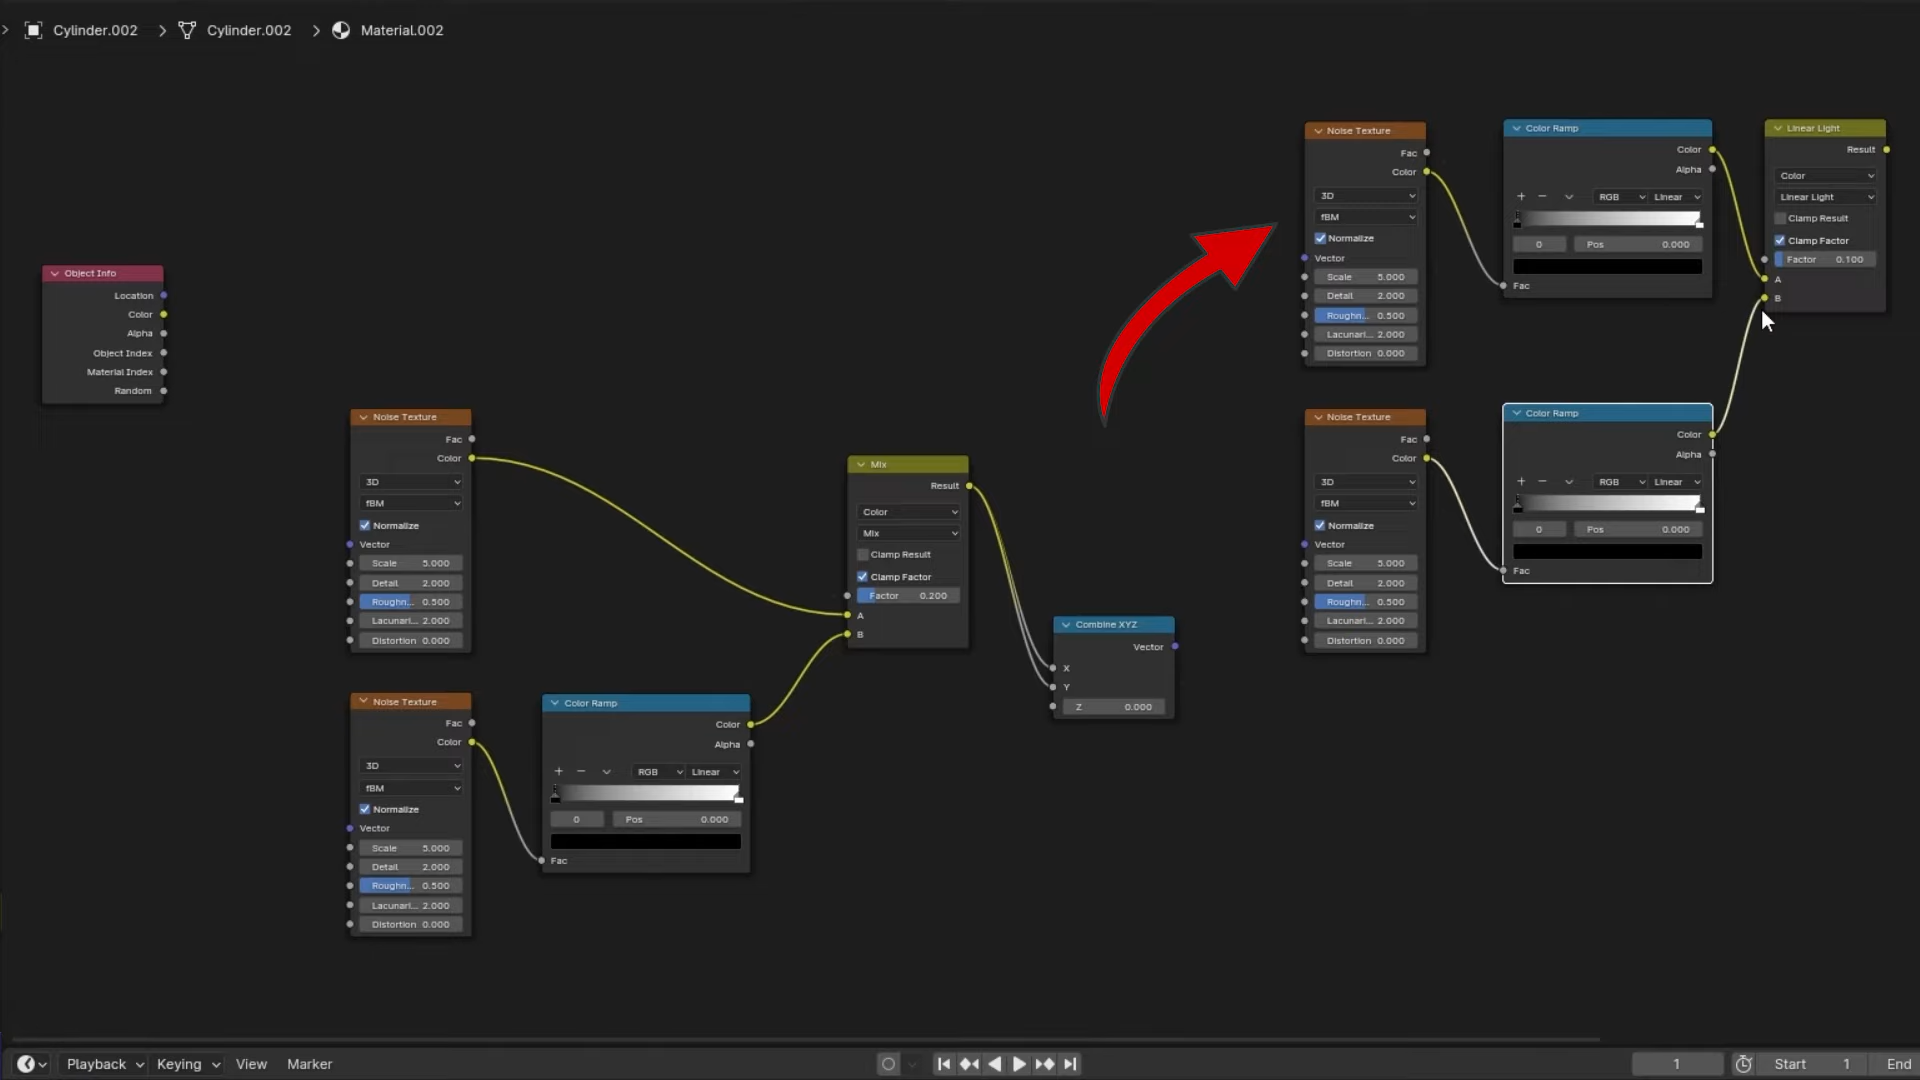 Cylinder.002 Cylinder.002 Material.002
Object Info
Location
Color
Alpha
Object Index
Material Index
Random
Noise Texture
Fac
Color
3D
fBM
Normalize
Vector
Scale 5.000
Detail 2.000
Roughn... 0.500
Lacunari... 2.000
Distortion 0.000
Noise Texture
Fac
Color
3D
fBM
Normalize
Vector
Scale 5.000
Detail 2.000
Roughn... 0.500
Lacunari... 2.000
Distortion 0.000
Color Ramp
Color
Alpha
+ − RGB Linear
0 Pos 0.000
Fac
Mix
Result
Color
Mix
Clamp Result
Clamp Factor
Factor 0.200
A
B
Combine XYZ
Vector
X
Y
Z 0.000
Noise Texture
Fac
Color
3D
fBM
Normalize
Vector
Scale 5.000
Detail 2.000
Roughn... 0.500
Lacunari... 2.000
Distortion 0.000
Color Ramp
Color
Alpha
+ − RGB Linear
0 Pos 0.000
Fac
Linear Light
Result
Color
Linear Light
Clamp Result
Clamp Factor
Factor 0.100
A
B
Noise Texture
Fac
Color
3D
fBM
Normalize
Vector
Scale 5.000
Detail 2.000
Roughn... 0.500
Lacunari... 2.000
Distortion 0.000
Color Ramp
Color
Alpha
+ − RGB Linear
0 Pos 0.000
Fac
Playback Keying View Marker 1 Start 1 End